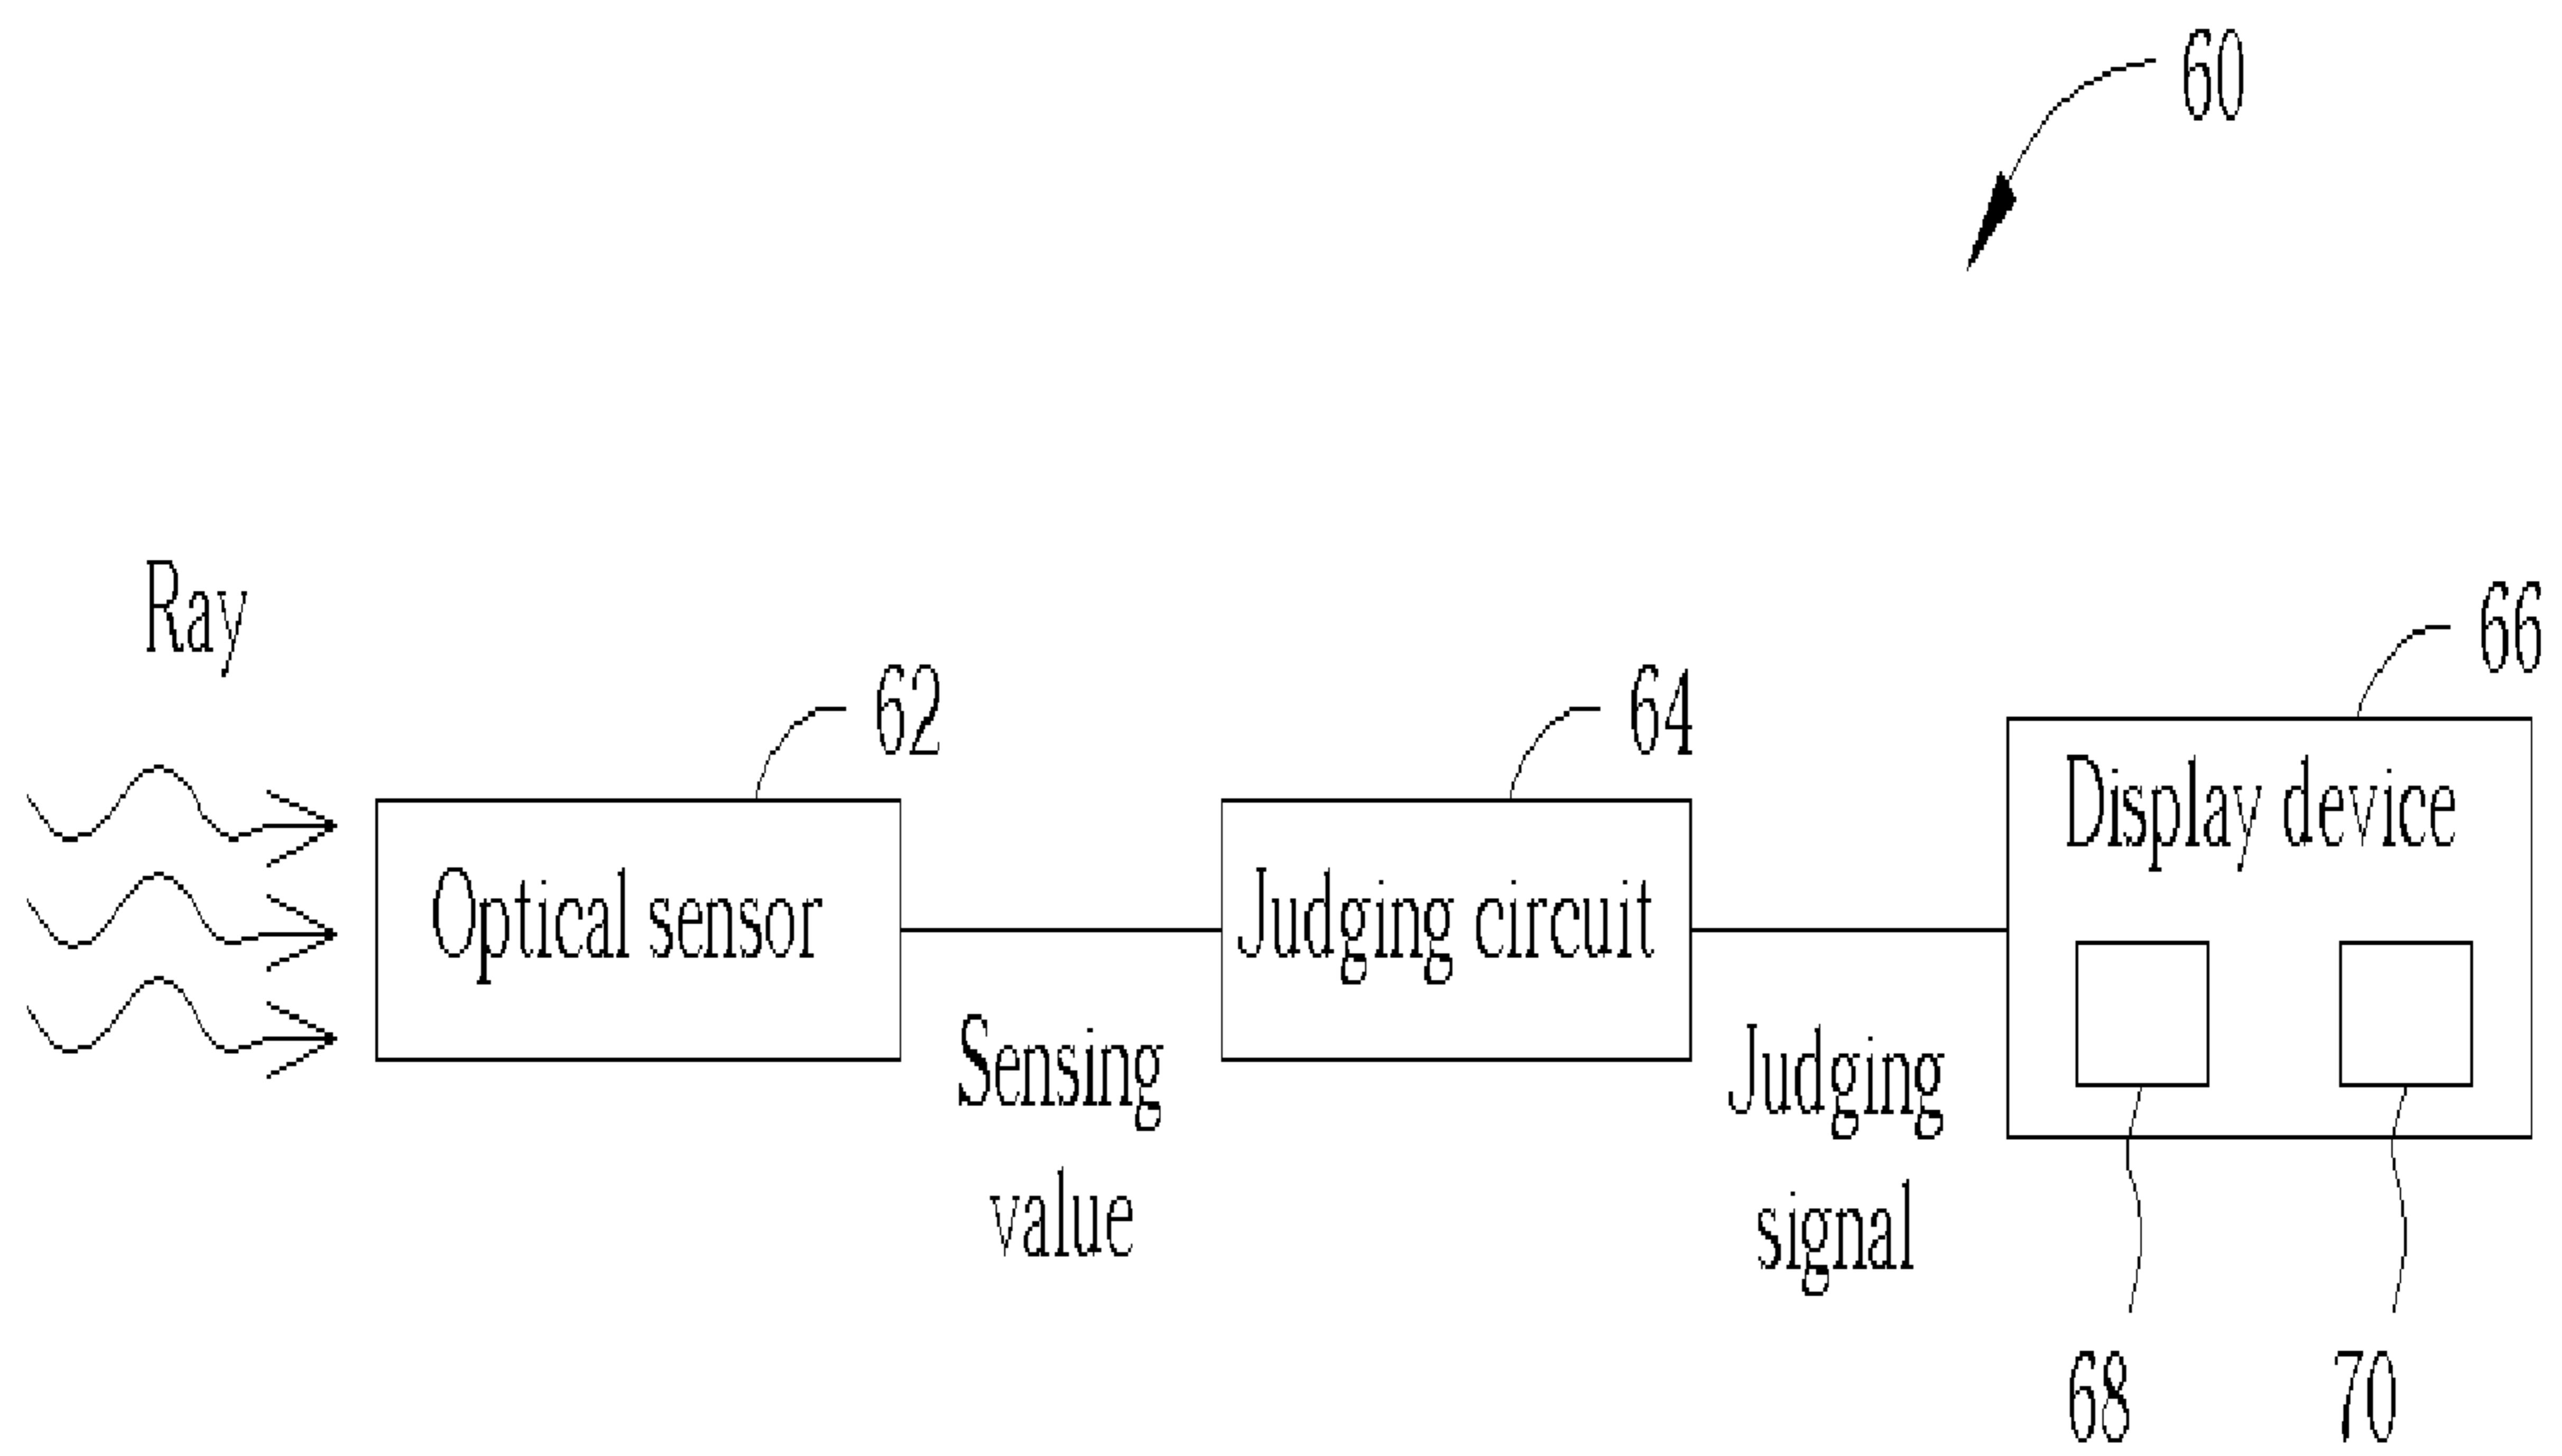 60
Ray
62
64
66
Display device
Optical sensor
Judging circuit
Sensing
value
Judging
signal
68
70